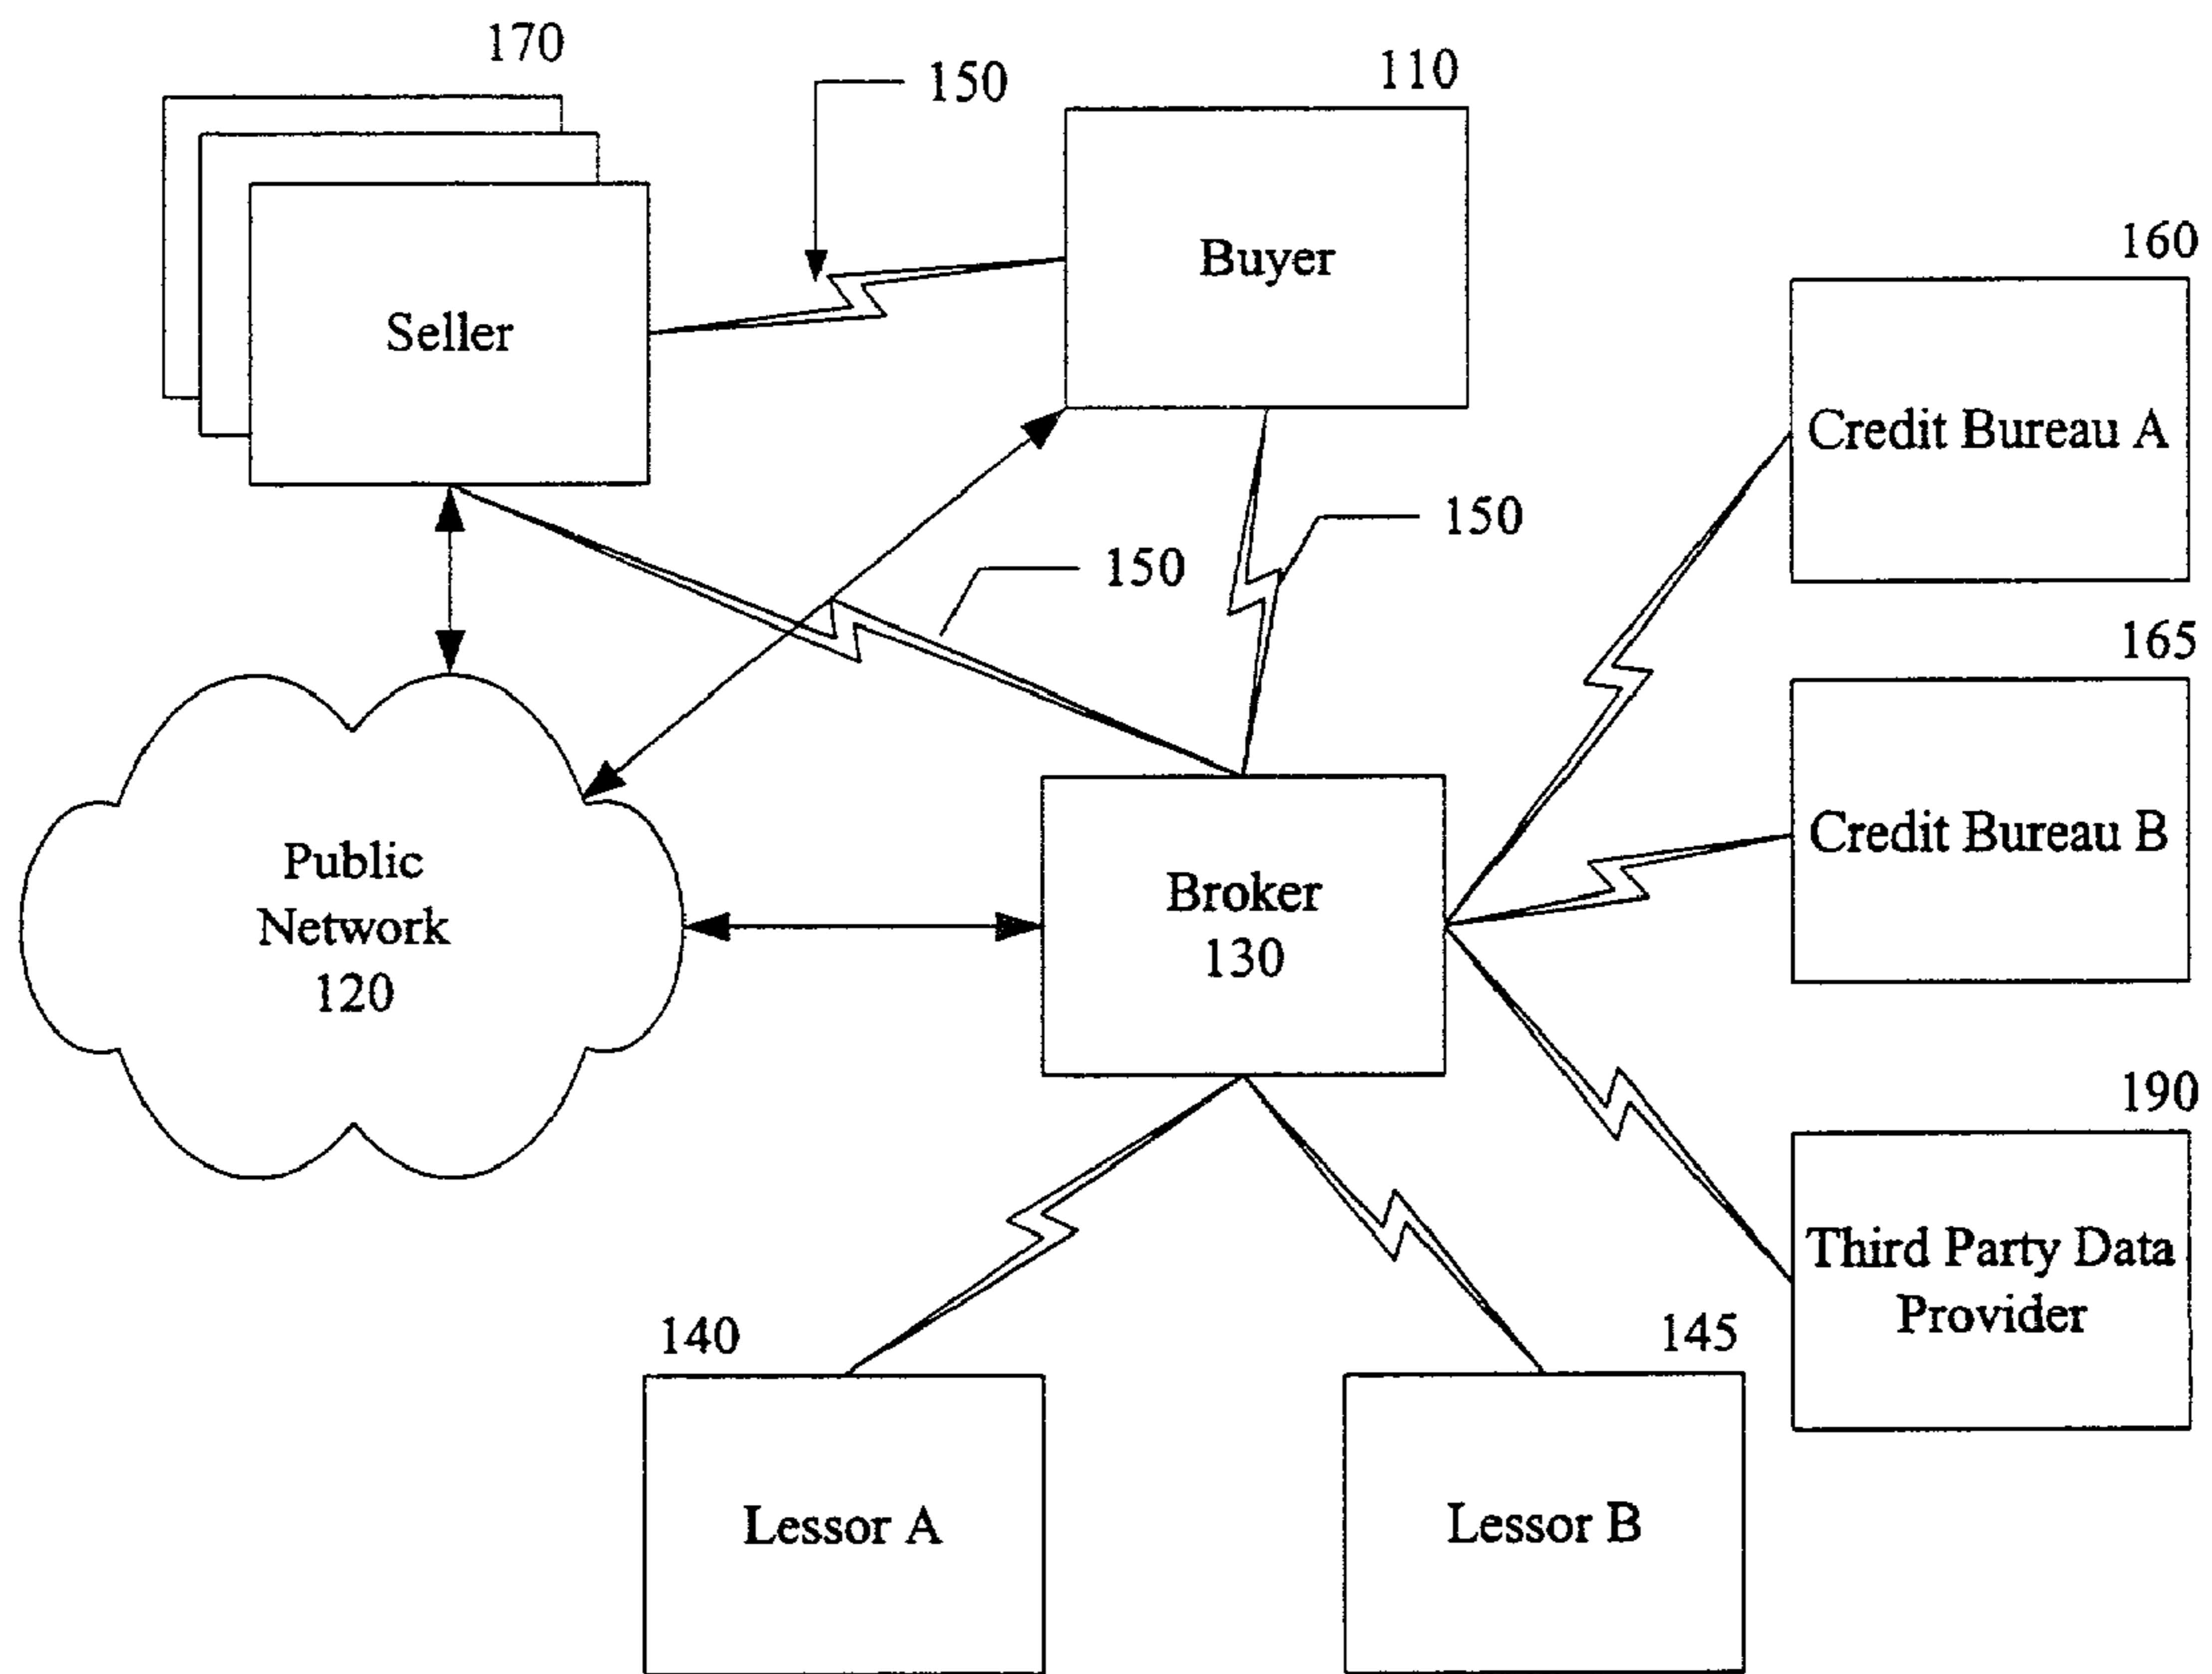 170
150
110
Buyer
160
Seller
Credit Bureau A
150
150
165
Public
Network
120
Broker
130
Credit Bureau B
190
Third Party Data
Provider
140
145
Lessor A
Lessor B